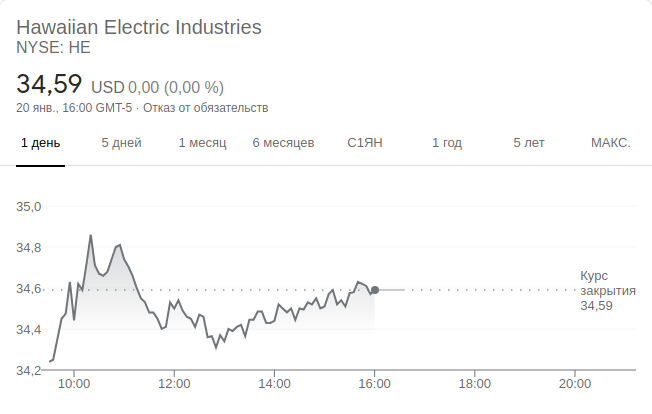 Hawaiian Electric Industries
NYSE: HE
34,59 USD 0,00 (0,00 %)
20 янв., 16:00 GMT-5 · Отказ от обязательств
1 день 5 дней 1 месяц 6 месяцев С1ЯН 1 год 5 лет МАКС.
35,0
34,8
34,6
34,4
34,2
Курс
закрытия
34,59
10:00 12:00 14:00 16:00 18:00 20:00